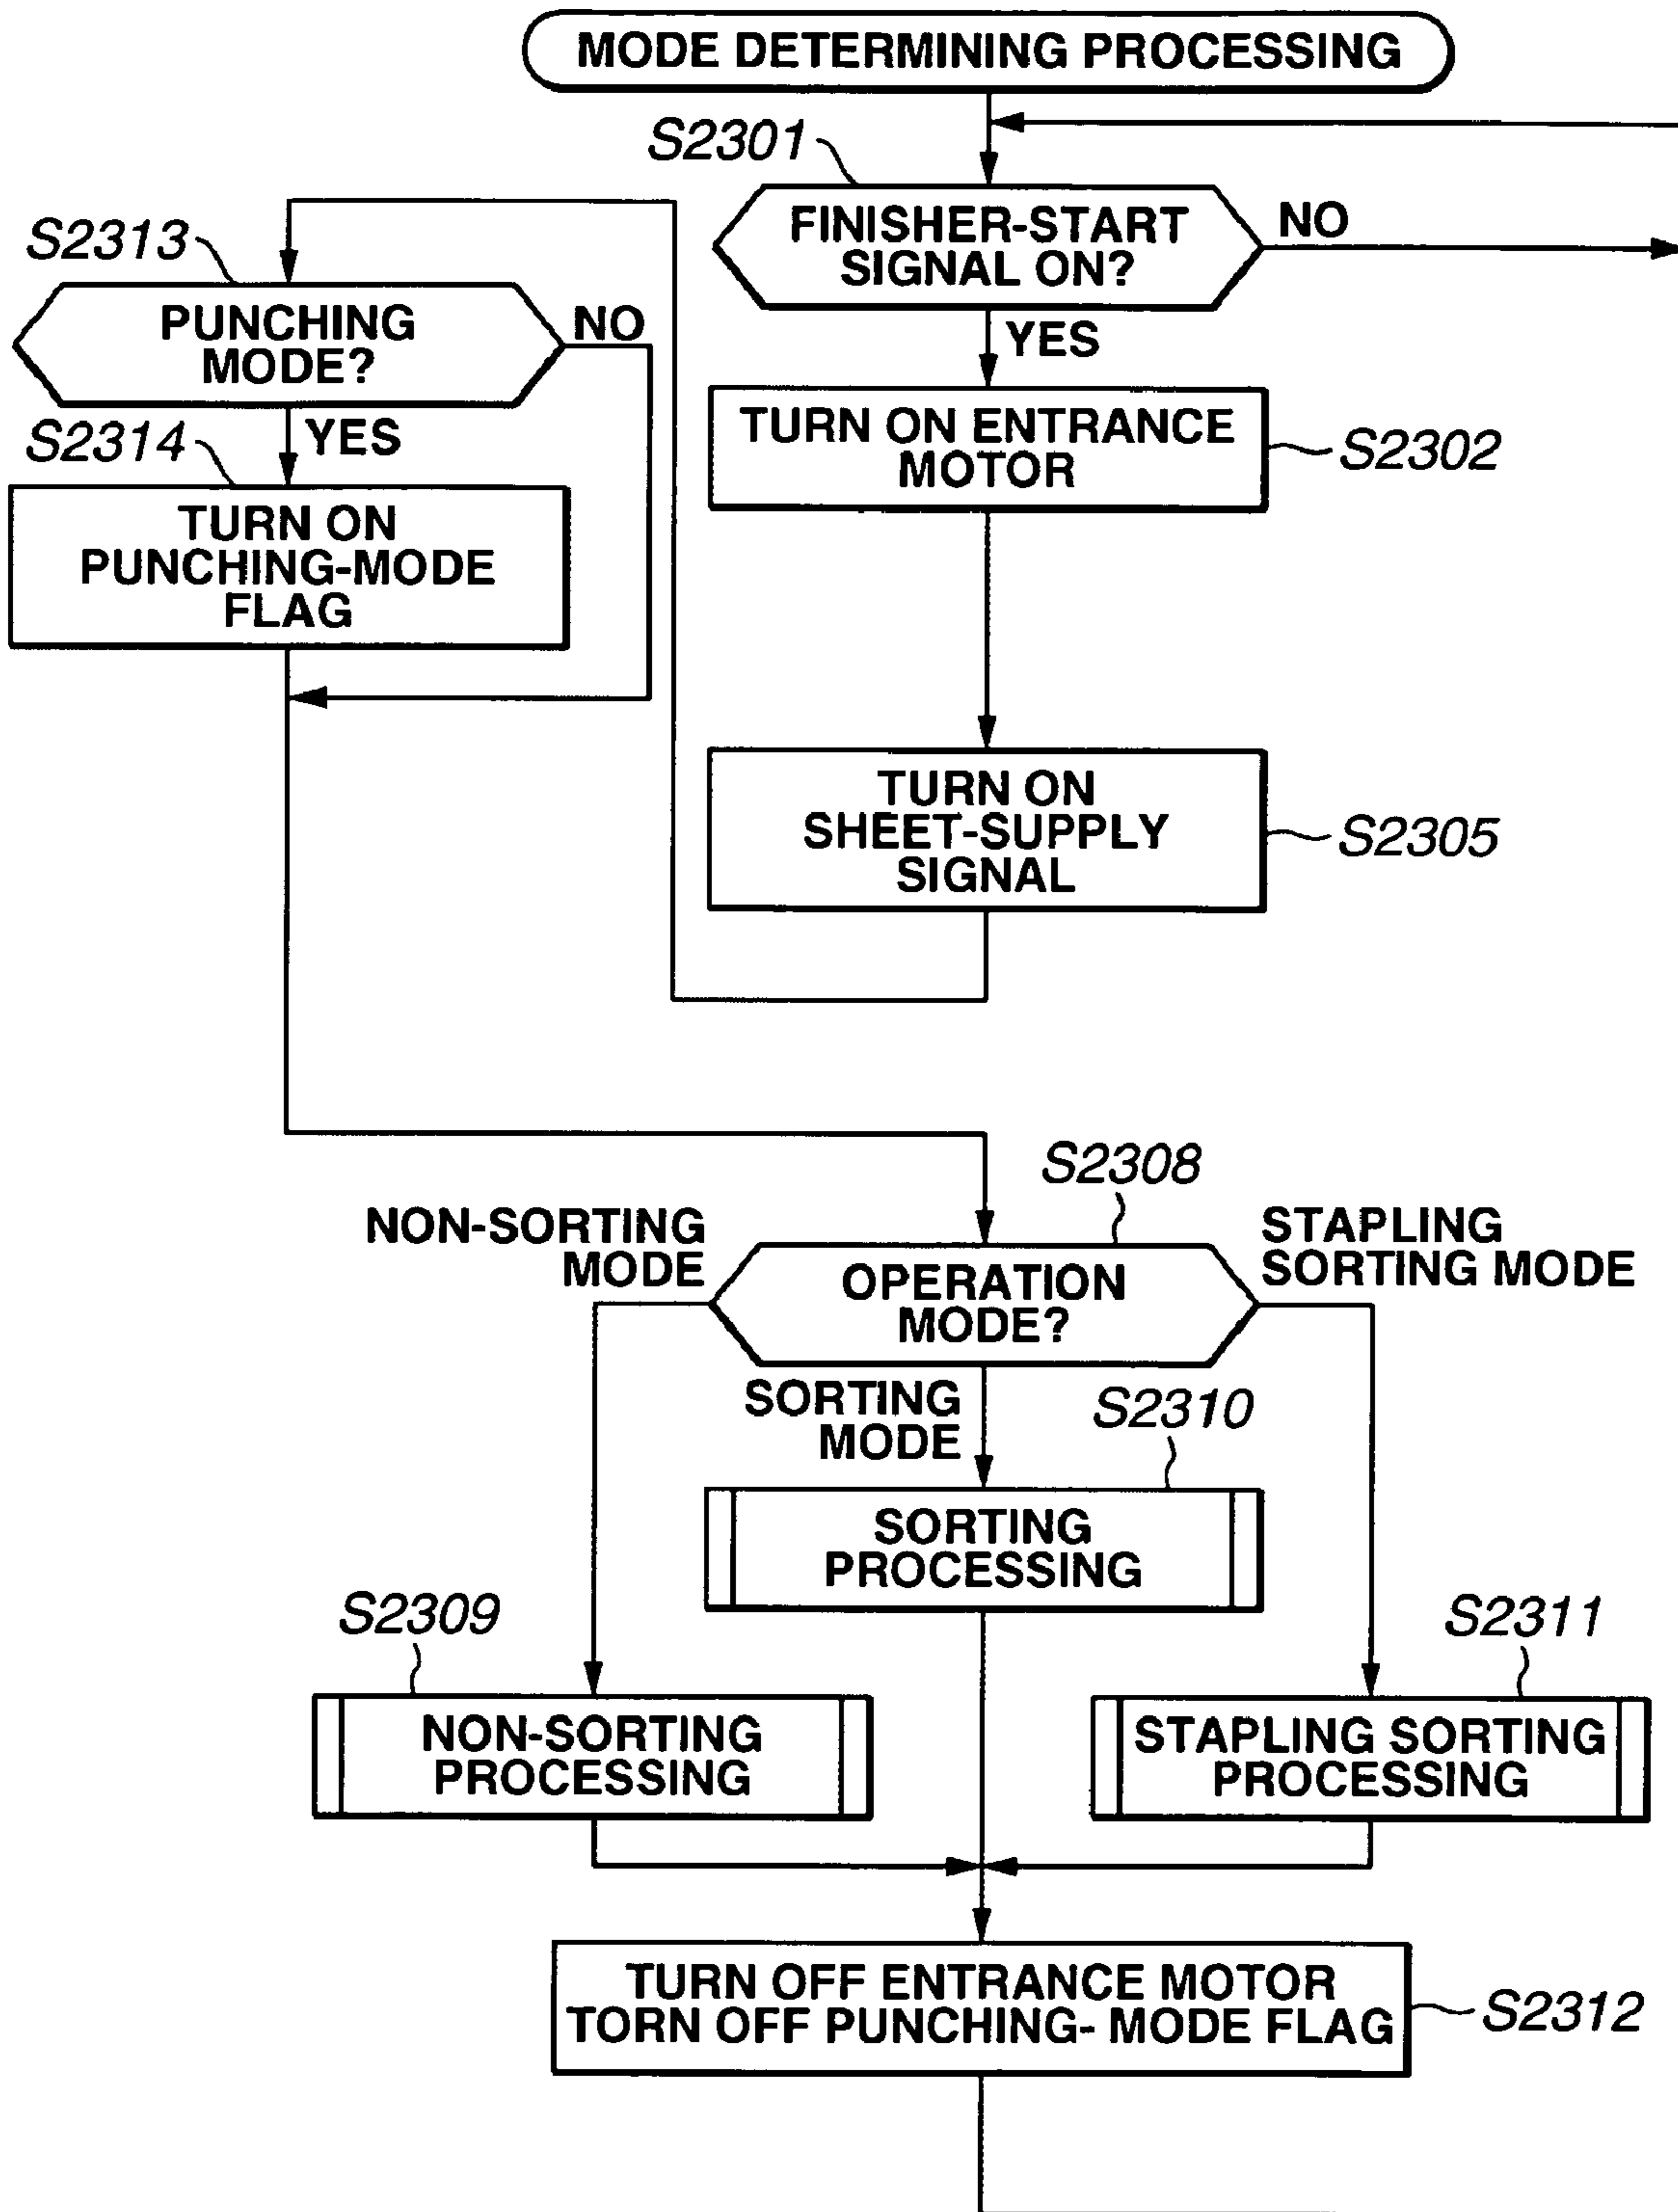 MODE DETERMINING PROCESSING
S2301
FINISHER-START
SIGNAL ON?
NO
YES
TURN ON ENTRANCE
MOTOR
S2302
TURN ON
SHEET-SUPPLY
SIGNAL
S2305
S2313
PUNCHING
MODE?
NO
YES
S2314
TURN ON
PUNCHING-MODE
FLAG
S2308
OPERATION
MODE?
NON-SORTING
MODE
SORTING
MODE
STAPLING
SORTING MODE
S2310
SORTING
PROCESSING
S2309
NON-SORTING
PROCESSING
S2311
STAPLING SORTING
PROCESSING
TURN OFF ENTRANCE MOTOR
TORN OFF PUNCHING- MODE FLAG
S2312